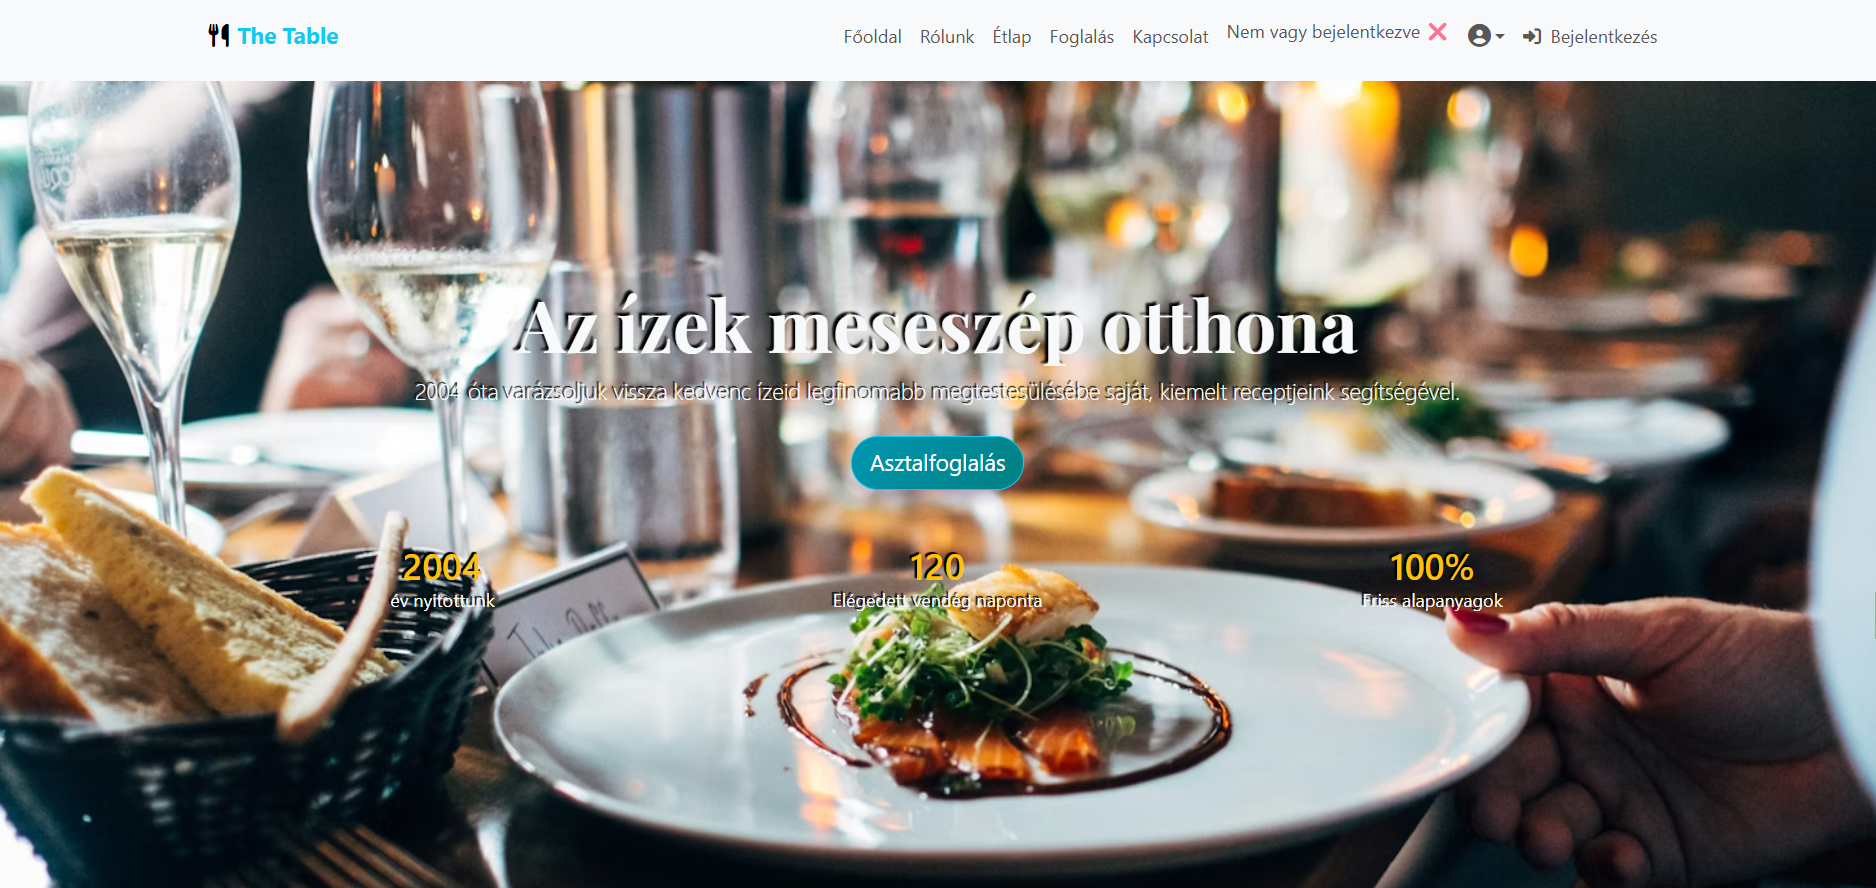 The Table
Főoldal Rólunk Étlap Foglalás Kapcsolat Nem vagy bejelentkezve ❌ Bejelentkezés
Az ízek meseszép otthona
2004 óta varázsoljuk vissza kedvenc ízeid legfinomabb megtestesülésébe saját, kiemelt receptjeink segítségével.
Asztalfoglalás
2004
év nyitottunk
120
Elégedett vendég naponta
100%
Friss alapanyagok